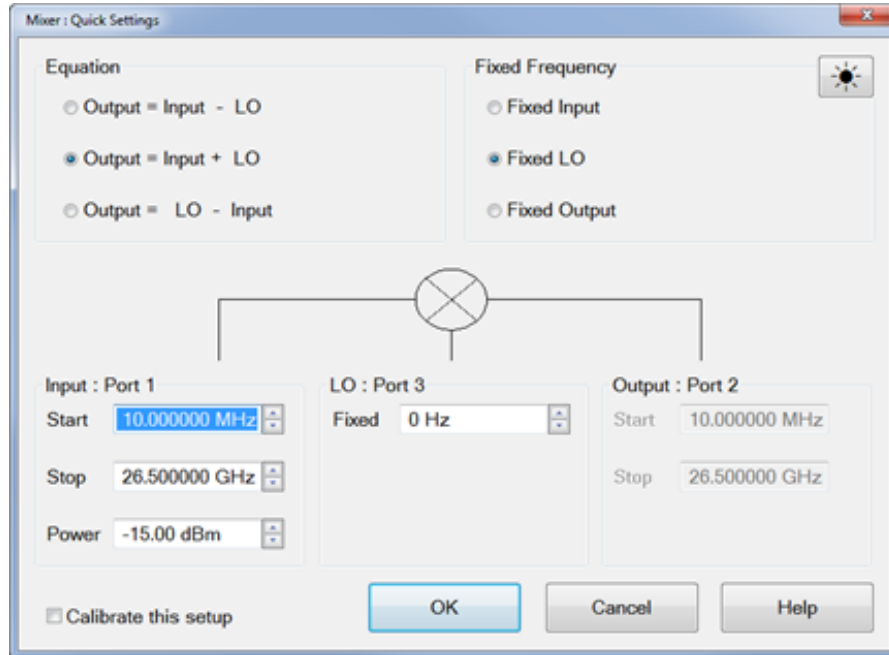 Mixer : Quick Settings
Equation
Output = Input - LO
Output = Input + LO
Output = LO - Input
Fixed Frequency
Fixed Input
Fixed LO
Fixed Output
Input : Port 1
Start 10.000000 MHz
Stop 26.500000 GHz
Power -15.00 dBm
LO : Port 3
Fixed 0 Hz
Output : Port 2
Start 10.000000 MHz
Stop 26.500000 GHz
Calibrate this setup
OK
Cancel
Help